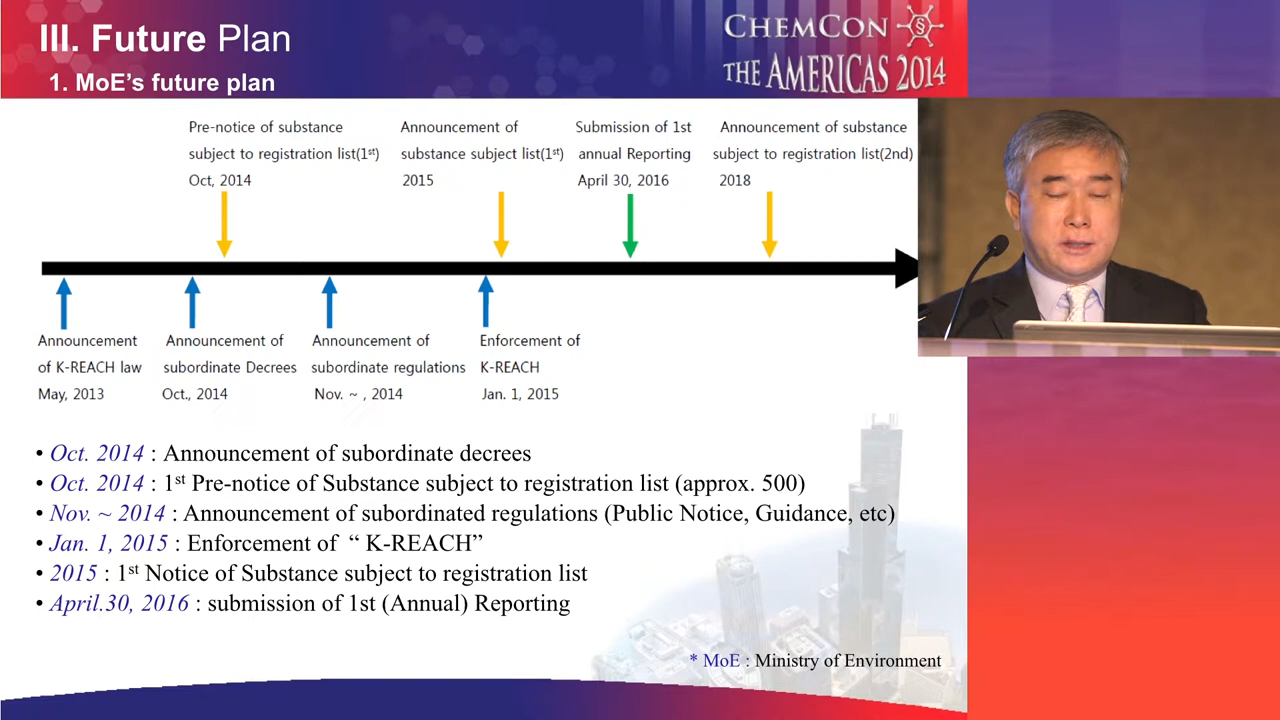 III. Future Plan
1. MoE's future plan
CHEMCON §
THE AMERICAS 2014
Pre-notice of substance
subject to registration list(1st)
Oct, 2014
Announcement of
substance subject list(1st)
2015
Submission of 1st
annual Reporting
April 30, 2016
Announcement of substance
subject to registration list(2nd)
2018
Announcement
of K-REACH law
May, 2013
Announcement of
subordinate Decrees
Oct., 2014
Announcement of
subordinate regulations
Nov. ~ , 2014
Enforcement of
K-REACH
Jan. 1, 2015
• Oct. 2014 : Announcement of subordinate decrees
• Oct. 2014 : 1st Pre-notice of Substance subject to registration list (approx. 500)
• Nov. ~ 2014 : Announcement of subordinated regulations (Public Notice, Guidance, etc)
• Jan. 1, 2015 : Enforcement of “ K-REACH”
• 2015 : 1st Notice of Substance subject to registration list
• April.30, 2016 : submission of 1st (Annual) Reporting
* MoE : Ministry of Environment